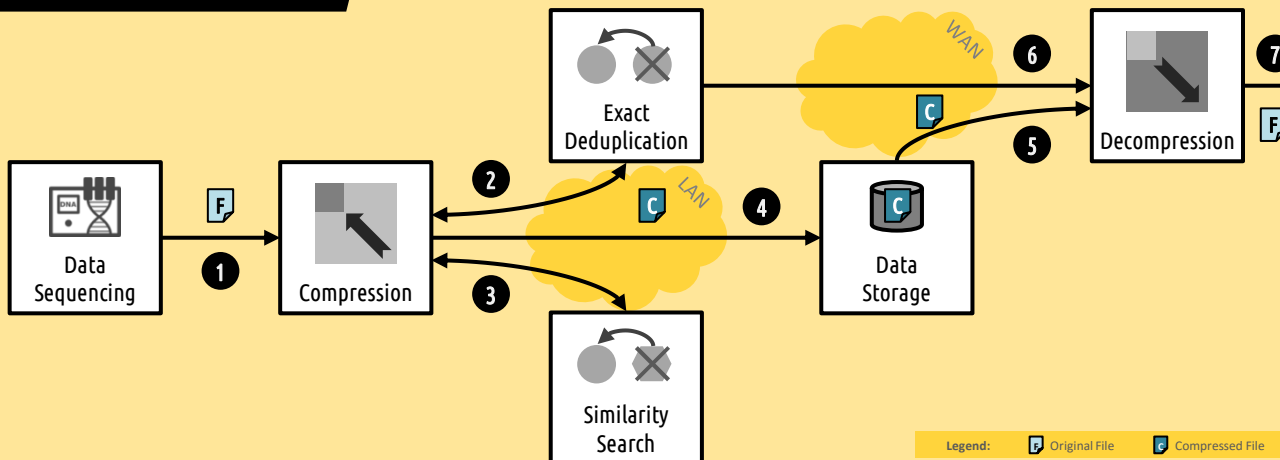 WAN
6
7
Exact
Deduplication
C
Decompression
F
5
2
LAN
DNA
F
C
4
C
Data
Sequencing
1
Compression
3
Data
Storage
Similarity
Search
Legend: F Original File C Compressed File